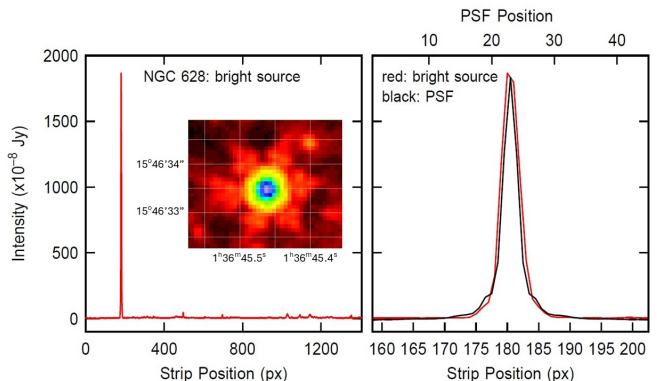 PSF Position
10 20 30 40
2000
1500
1000
500
0
Intensity (x10⁻⁸ Jy)
NGC 628: bright source
15°46'34"
15°46'33"
1ʰ36ᵐ45.5ˢ 1ʰ36ᵐ45.4ˢ
0 400 800 1200
Strip Position (px)
red: bright source
black: PSF
160 165 170 175 180 185 190 195 200
Strip Position (px)